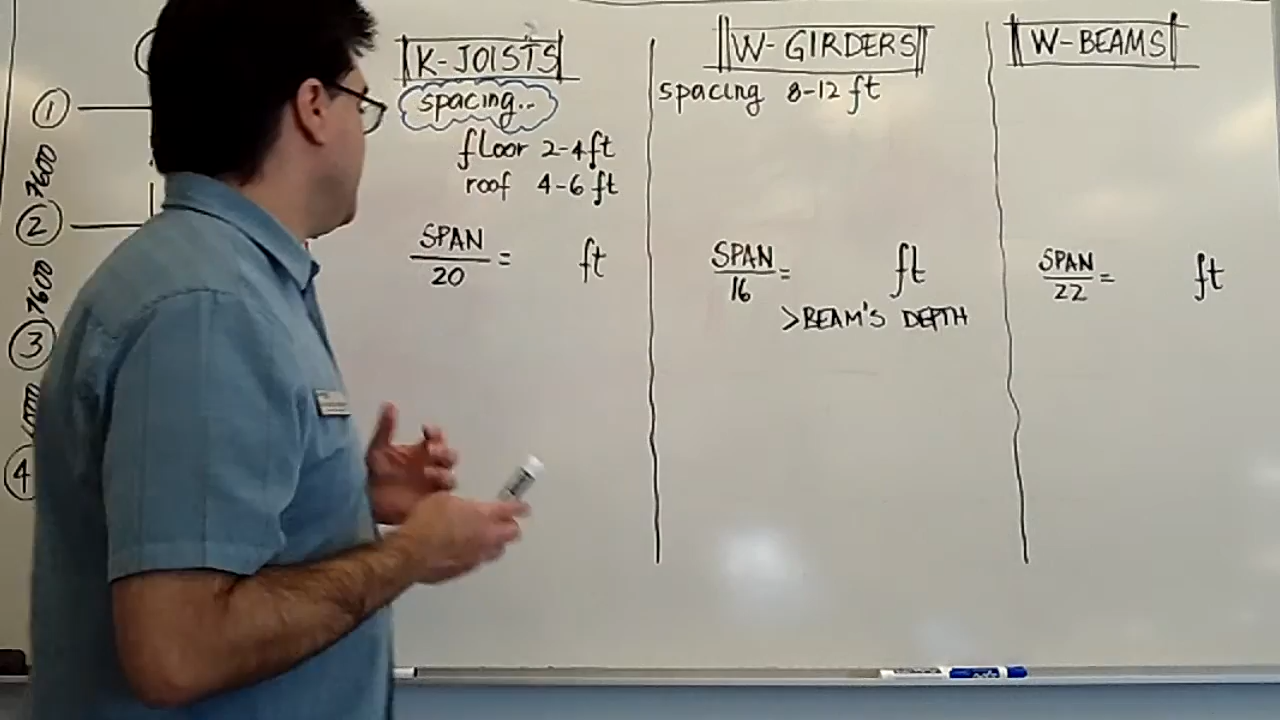 K-JOISTS
spacing..
floor 2-4ft
roof 4-6 ft
SPAN
20 = ft
W-GIRDERS
spacing 8-12 ft
SPAN
16 = ft
>BEAM'S DEPTH
W-BEAMS
SPAN
22 = ft
1
7600
2
7600
3
4